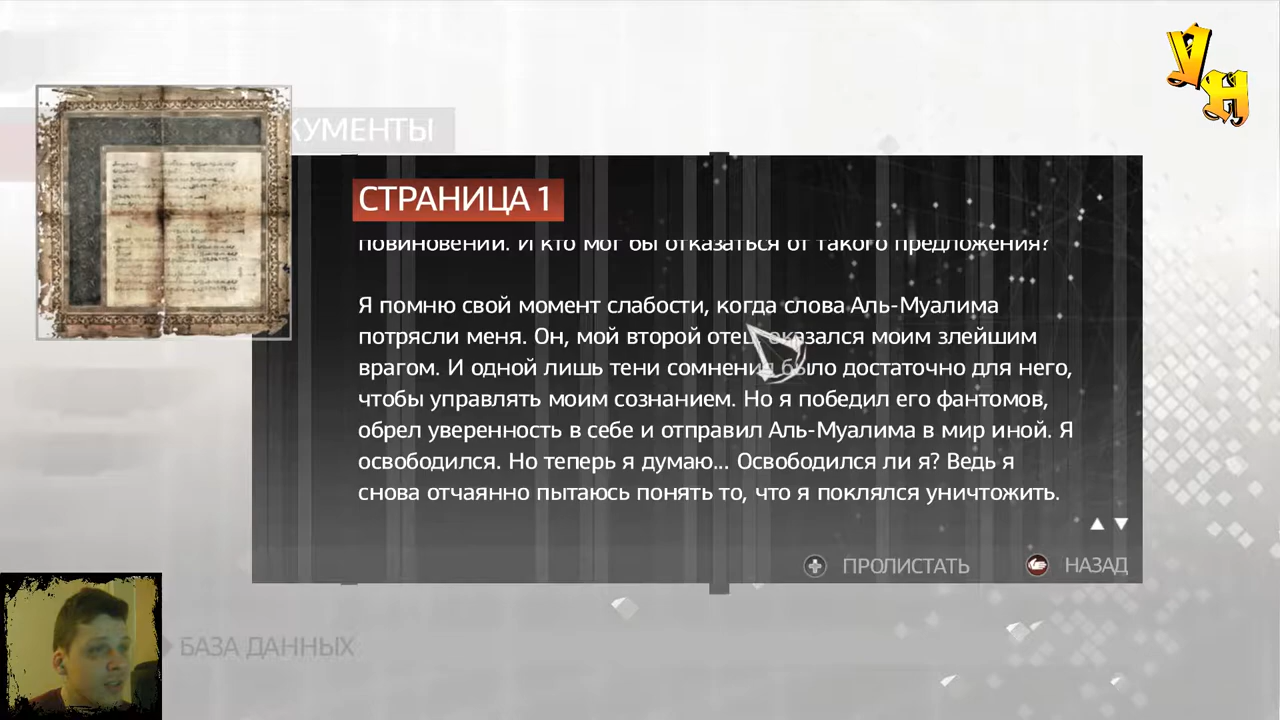 УН
КУМЕНТЫ
СТРАНИЦА 1
повиновении. И кто мог бы отказаться от такого предложения?
Я помню свой момент слабости, когда слова Аль-Муалима
потрясли меня. Он, мой второй отец, оказался моим злейшим
врагом. И одной лишь тени сомнения было достаточно для него,
чтобы управлять моим сознанием. Но я победил его фантомов,
обрел уверенность в себе и отправил Аль-Муалима в мир иной. Я
освободился. Но теперь я думаю... Освободился ли я? Ведь я
снова отчаянно пытаюсь понять то, что я поклялся уничтожить.
ПРОЛИСТАТЬ
НАЗАД
БАЗА ДАННЫХ